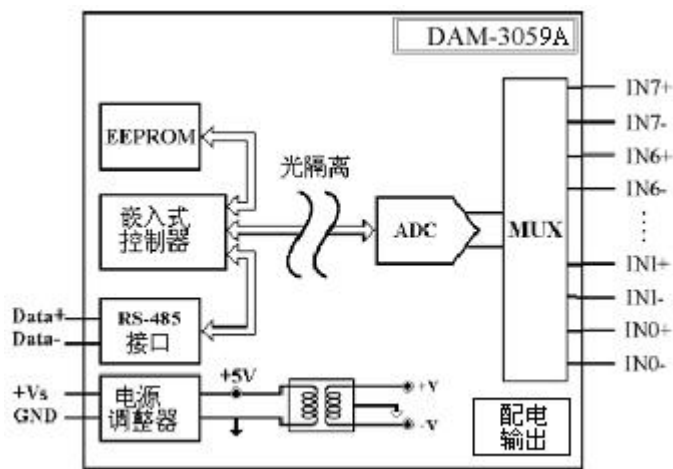 DAM-3059A
EEPROM
嵌入式
控制器
光隔离
ADC
MUX
IN7+
IN7-
IN6+
IN6-
IN1+
IN1-
IN0+
IN0-
Data+
Data-
RS-485
接口
+Vs
GND
电源
调整器
+5V
+V
-V
配电
输出